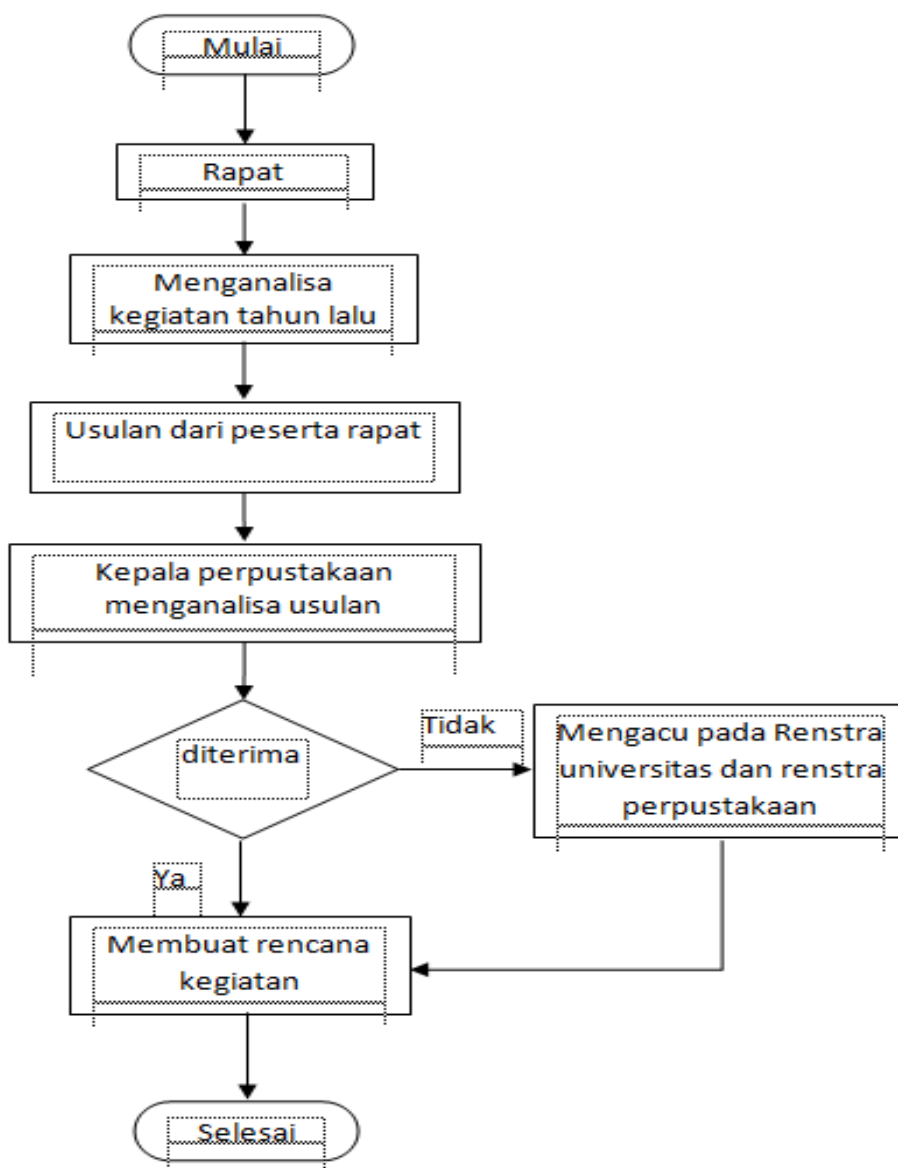 Mulai
Rapat
Menganalisa
kegiatan tahun lalu
Usulan dari peserta rapat
Kepala perpustakaan
menganalisa usulan
diterima
Tidak
Mengacu pada Renstra
universitas dan renstra
perpustakaan
Ya
Membuat rencana
kegiatan
Selesai